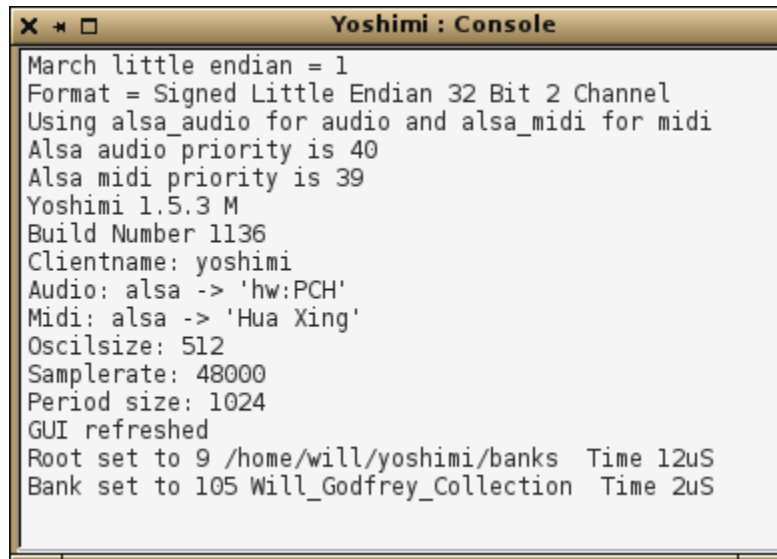 Yoshimi : Console
March little endian = 1
Format = Signed Little Endian 32 Bit 2 Channel
Using alsa_audio for audio and alsa_midi for midi
Alsa audio priority is 40
Alsa midi priority is 39
Yoshimi 1.5.3 M
Build Number 1136
Clientname: yoshimi
Audio: alsa -> 'hw:PCH'
Midi: alsa -> 'Hua Xing'
Oscilsize: 512
Samplerate: 48000
Period size: 1024
GUI refreshed
Root set to 9 /home/will/yoshimi/banks  Time 12uS
Bank set to 105 Will_Godfrey_Collection  Time 2uS